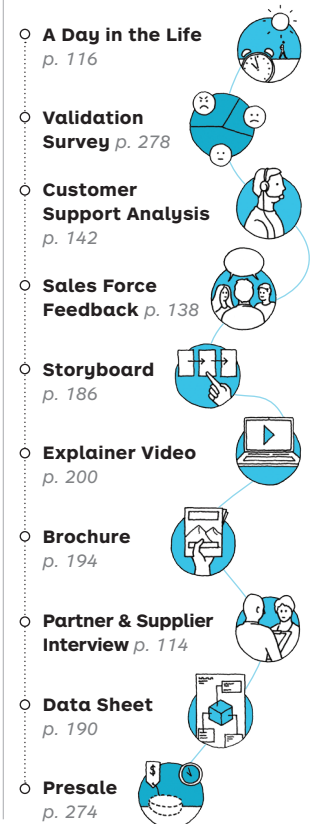 A Day in the Life
p. 116
Validation
Survey p. 278
Customer
Support Analysis
p. 142
Sales Force
Feedback p. 138
Storyboard
p. 186
Explainer Video
p. 200
Brochure
p. 194
Partner & Supplier
Interview p. 114
Data Sheet
p. 190
$
Presale
p. 274